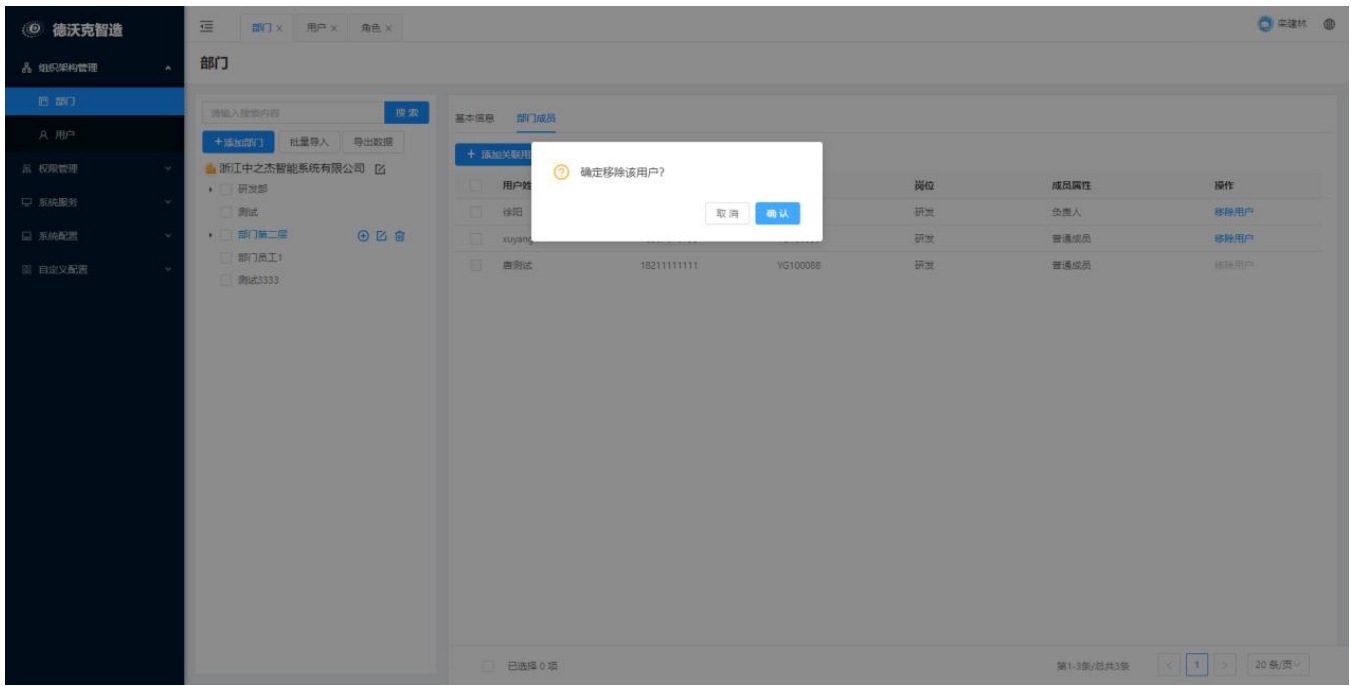 德沃克智造
部门 × 用户 × 角色 ×
组织架构管理
部门
用户
权限管理
系统服务
系统配置
自定义配置
部门
请输入搜索内容 搜 索
+添加部门 批量导入 导出数据
浙江中之杰智能系统有限公司
研发部
测试
部门第二层
部门员工1
测试3333
基本信息 部门成员
+ 添加关联用
确定移除该用户?
取 消 确 认
用户姓 岗位 成员属性 操作
徐阳 研发 负责人 移除用户
xuyang 研发 普通成员 移除用户
唐测试 18211111111 YG100088 研发 普通成员 移除用户
已选择 0 项 第1-3条/总共3条 < 1 > 20 条/页